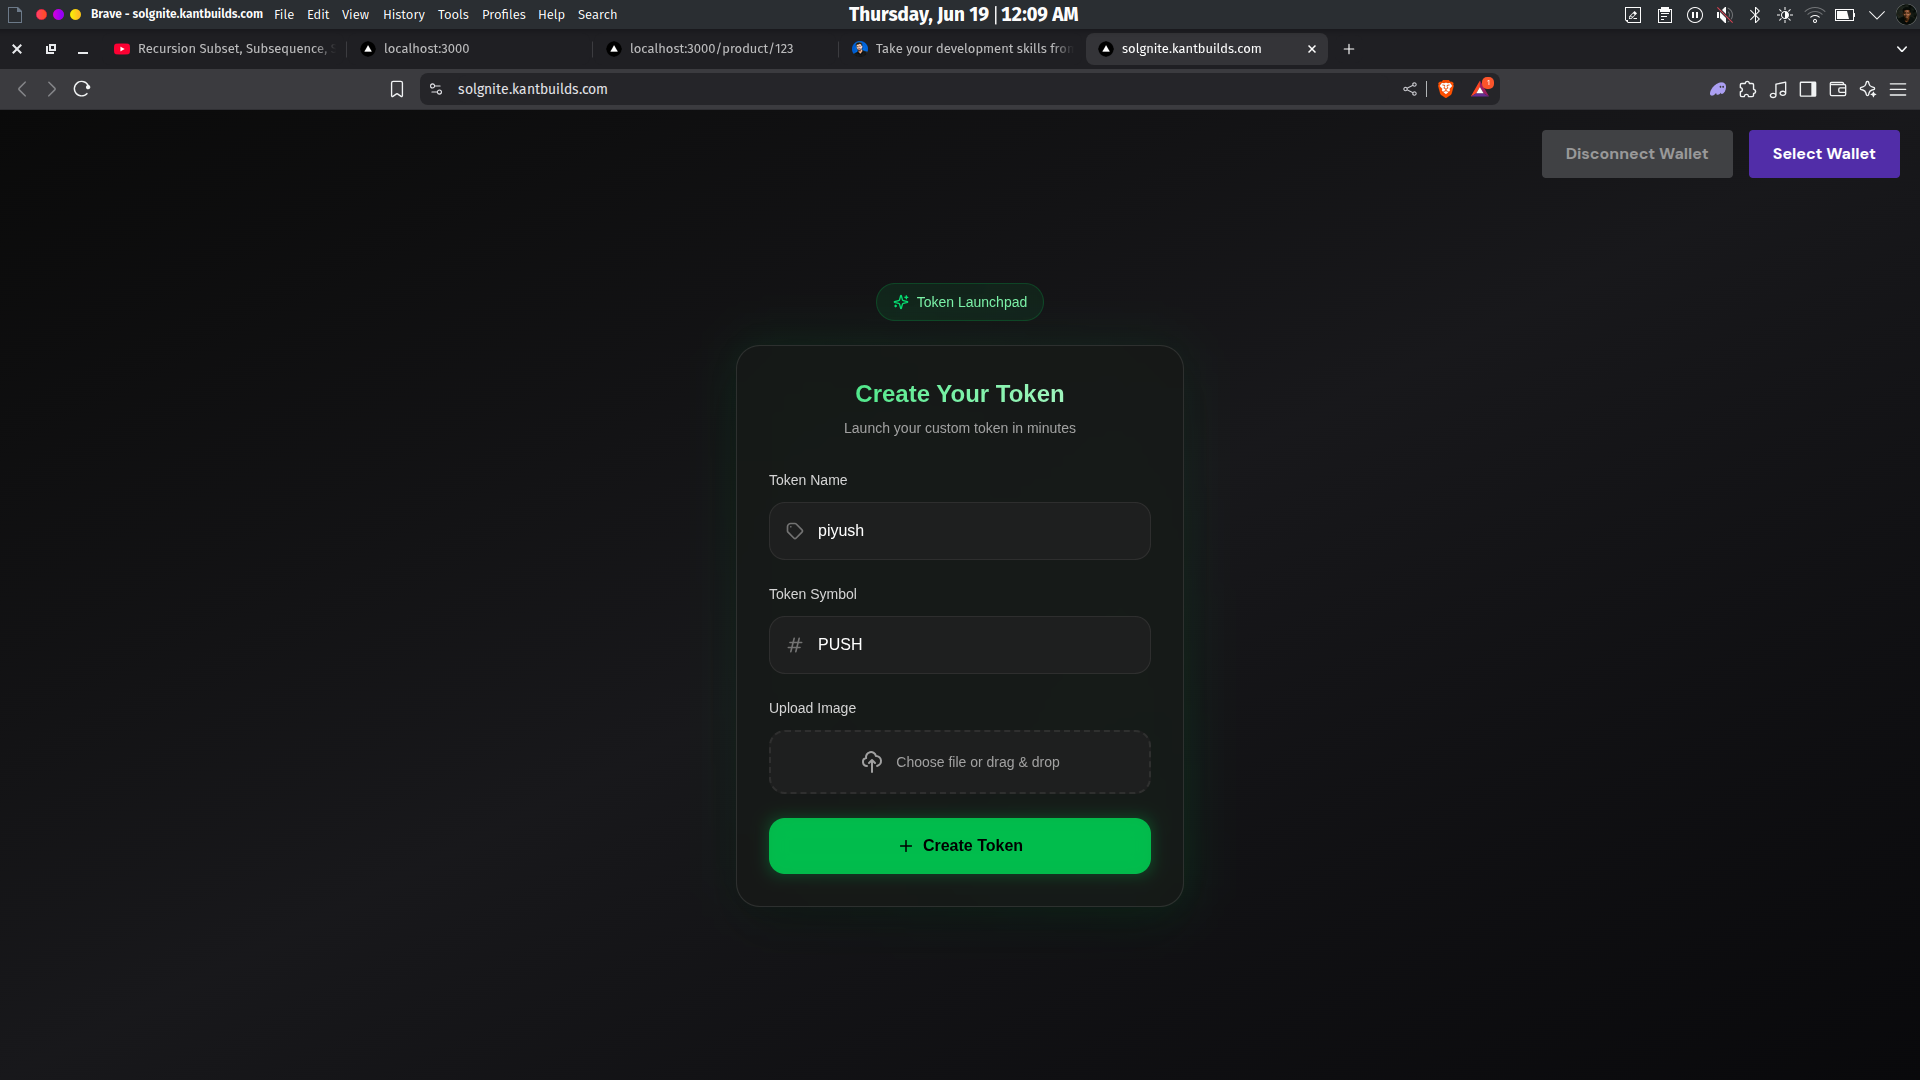 Brave - solgnite.kantbuilds.com File Edit View History Tools Profiles Help Search Thursday, Jun 19 | 12:09 AM
Recursion Subset, Subsequence, localhost:3000 localhost:3000/product/123 Take your development skills from solgnite.kantbuilds.com
solgnite.kantbuilds.com 1
Disconnect Wallet Select Wallet
Token Launchpad
Create Your Token
Launch your custom token in minutes
Token Name
piyush
Token Symbol
# PUSH
Upload Image
Choose file or drag & drop
+ Create Token